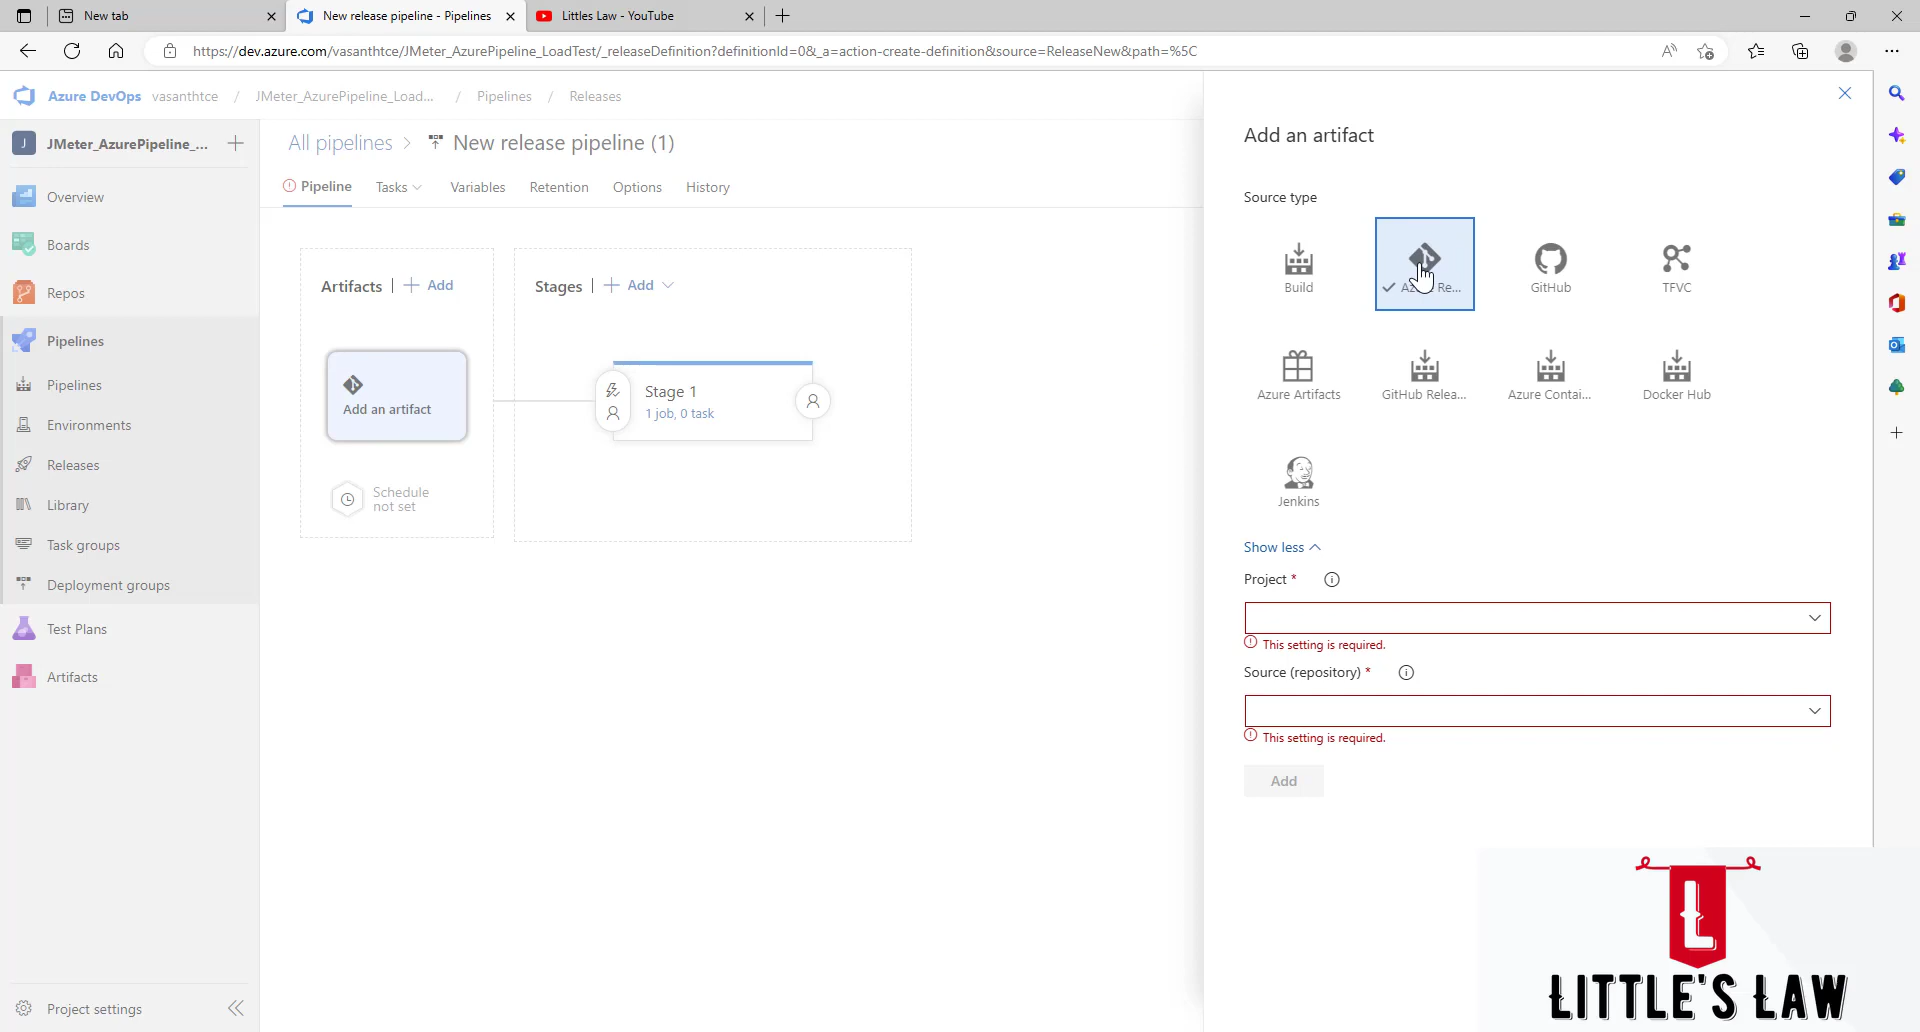 New tab
New release pipeline - Pipelines
Littles Law - YouTube
https://dev.azure.com/vasanthtce/JMeter_AzurePipeline_LoadTest/_releaseDefinition?definitionId=0&_a=action-create-definition&source=ReleaseNew&path=%5C
Azure DevOps vasanthtce / JMeter_AzurePipeline_Load... / Pipelines / Releases
J JMeter_AzurePipeline_...
Overview
Boards
Repos
Pipelines
Pipelines
Environments
Releases
Library
Task groups
Deployment groups
Test Plans
Artifacts
Project settings
All pipelines > New release pipeline (1)
Pipeline Tasks Variables Retention Options History
Artifacts | + Add
Stages | + Add
Add an artifact
Schedule
not set
Stage 1
1 job, 0 task
Add an artifact
Source type
Build
Re...
GitHub
TFVC
Azure Artifacts
GitHub Relea...
Azure Contai...
Docker Hub
Jenkins
Show less
Project *
This setting is required.
Source (repository) *
This setting is required.
Add
L
LITTLE'S LAW